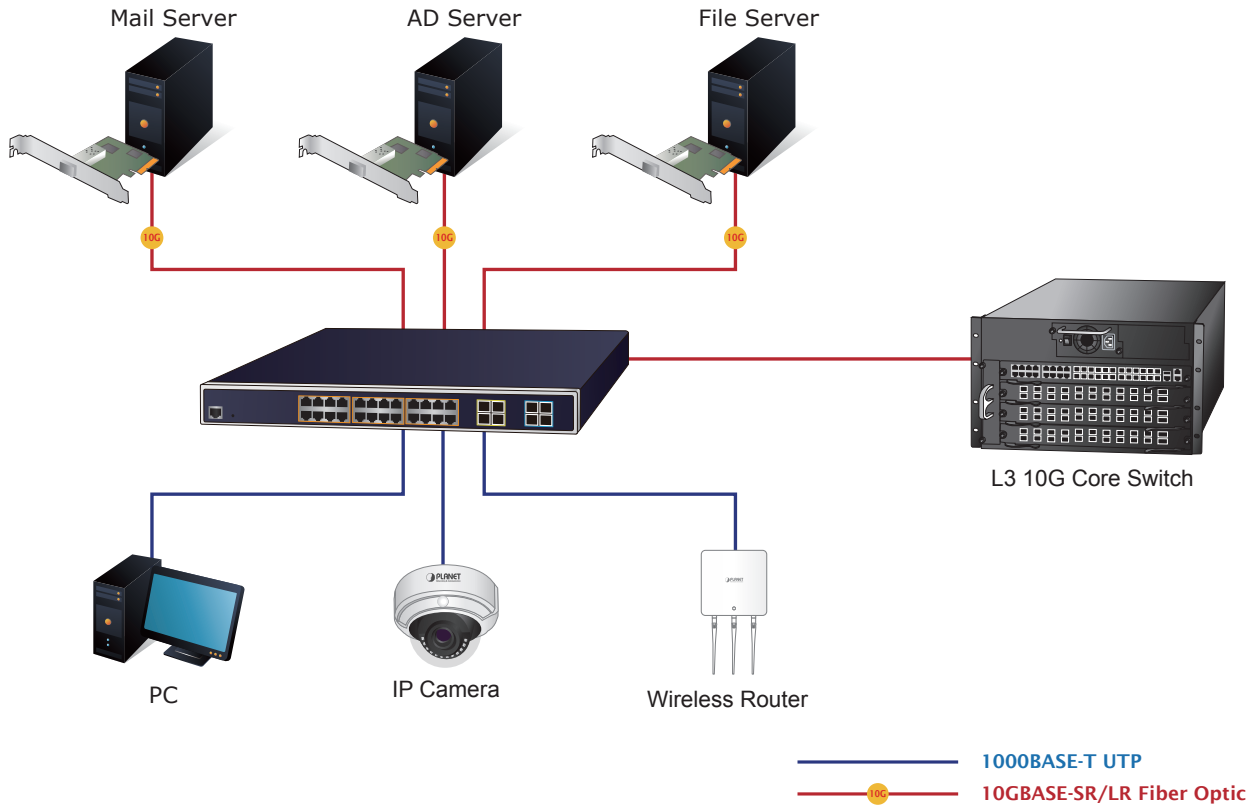 Mail Server
AD Server
File Server
10G
10G
10G
L3 10G Core Switch
PLANET
PLANET
PC
IP Camera
Wireless Router
1000BASE-T UTP
10G
10GBASE-SR/LR Fiber Optic